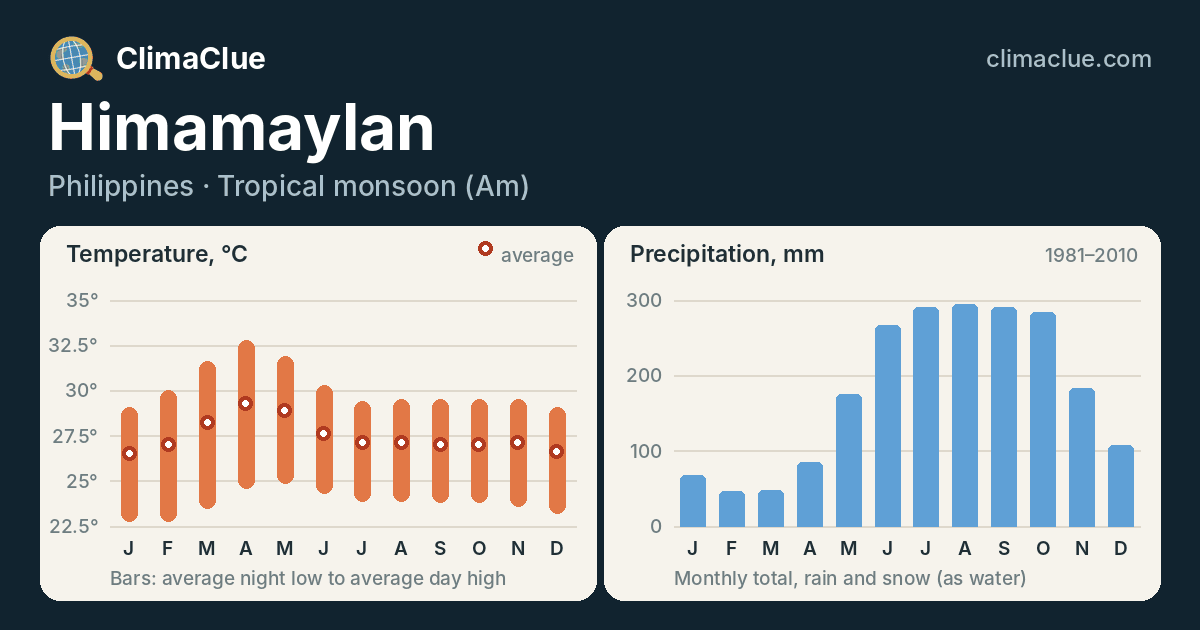 ClimaClue
climaclue.com
Himamaylan
Philippines · Tropical monsoon (Am)
Temperature, °C
average
35°
32.5°
30°
27.5°
25°
22.5°
J F M A M J J A S O N D
Bars: average night low to average day high
Precipitation, mm
1981–2010
300
200
100
0
J F M A M J J A S O N D
Monthly total, rain and snow (as water)